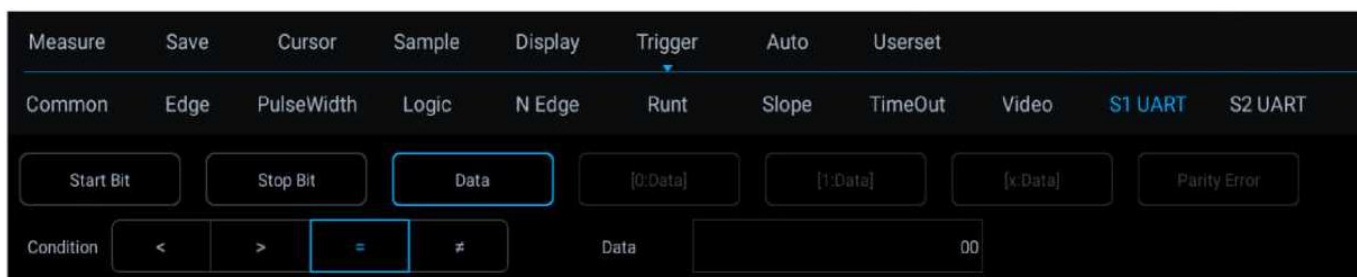 Measure Save Cursor Sample Display Trigger Auto Userset
Common Edge PulseWidth Logic N Edge Runt Slope TimeOut Video S1 UART S2 UART
Start Bit Stop Bit Data [0:Data] [1:Data] [x:Data] Parity Error
Condition < > = ≠ Data 00